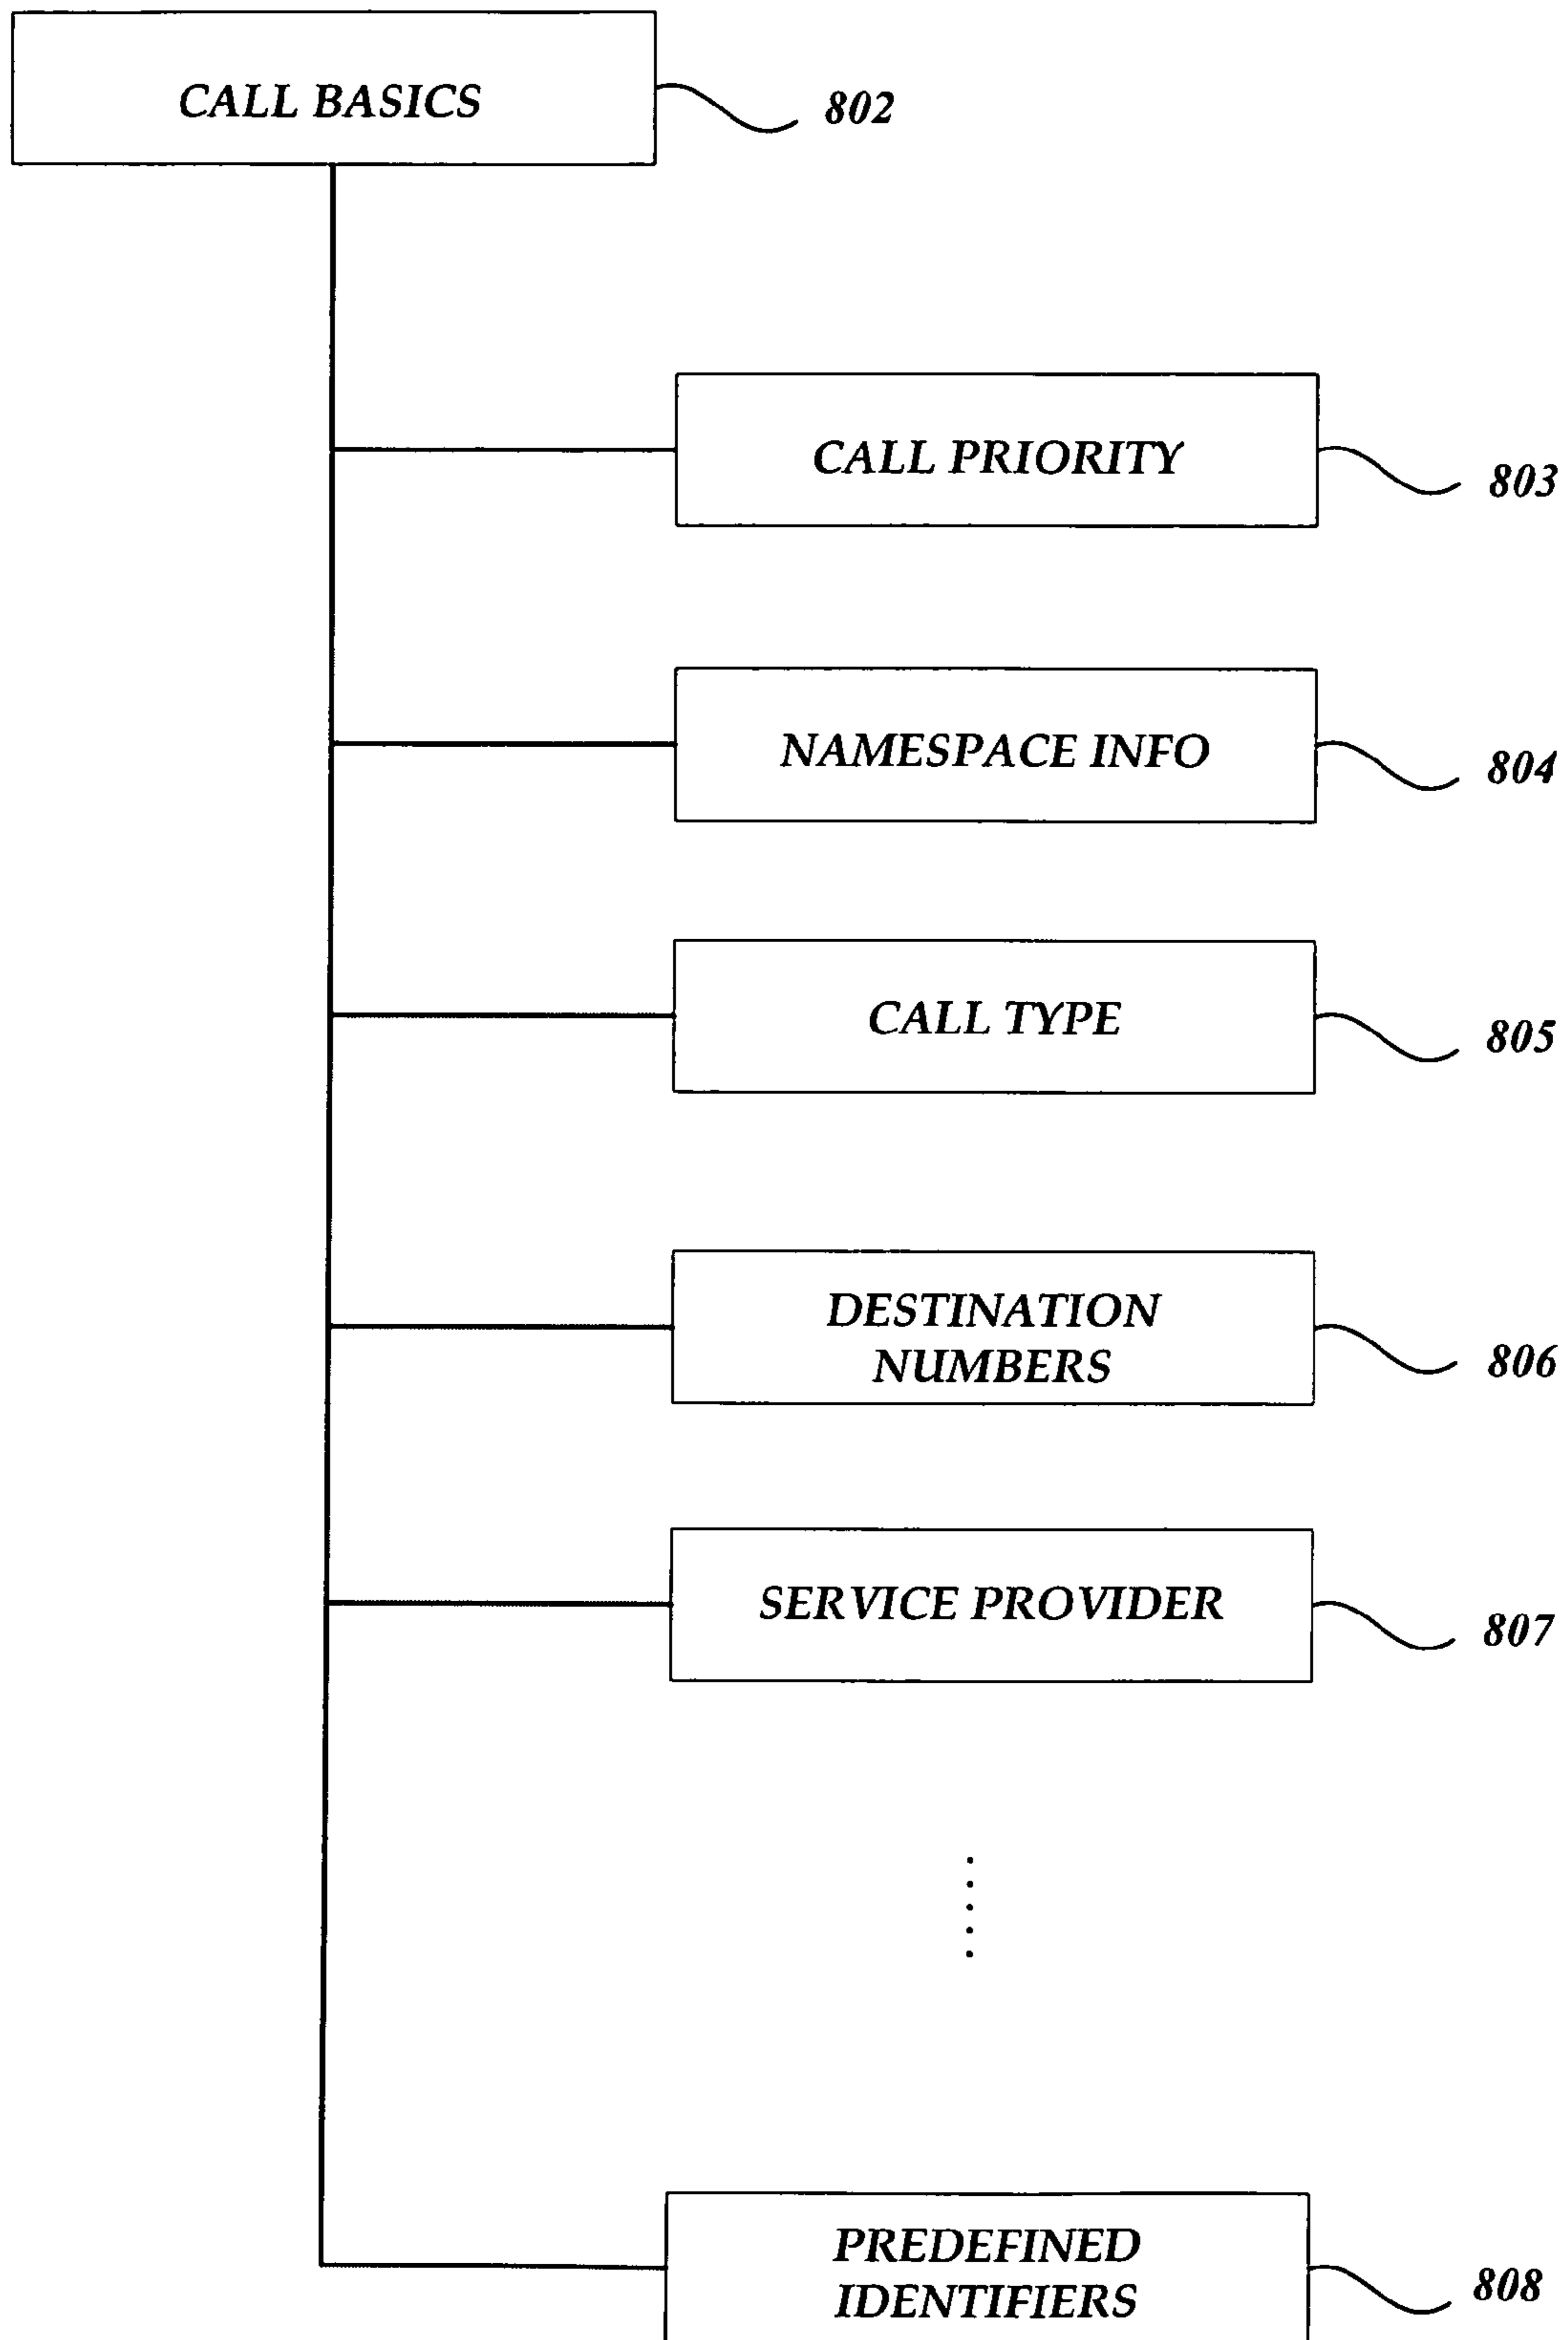 CALL BASICS
802
CALL PRIORITY
803
NAMESPACE INFO
804
CALL TYPE
805
DESTINATION
NUMBERS
806
SERVICE PROVIDER
807
PREDEFINED
IDENTIFIERS
808